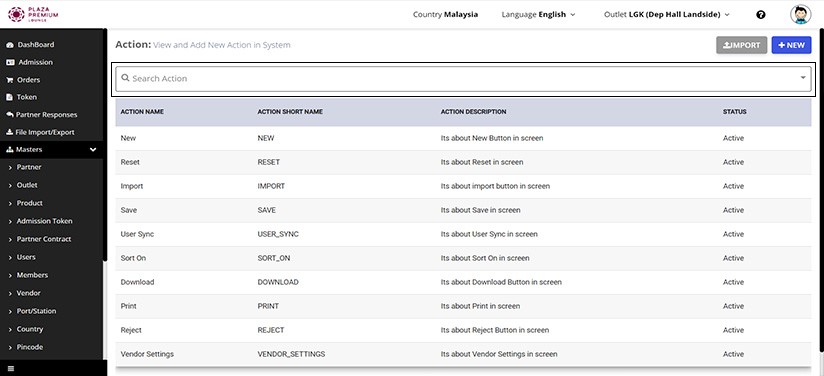 PLAZA
PREMIUM
LOUNGE
Country Malaysia
Language English
Outlet LGK (Dep Hall Landside)
?
DashBoard
Admission
Orders
Token
Partner Responses
File Import/Export
Masters
Partner
Outlet
Product
Admission Token
Partner Contract
Users
Members
Vendor
Port/Station
Country
Pincode
Action: View and Add New Action in System
IMPORT
+ NEW
Search Action
ACTION NAME ACTION SHORT NAME ACTION DESCRIPTION STATUS
New NEW Its about New Button in screen Active
Reset RESET Its about Reset in screen Active
Import IMPORT Its about import button in screen Active
Save SAVE Its about Save in screen Active
User Sync USER_SYNC Its about User Sync in screen Active
Sort On SORT_ON Its about Sort On in screen Active
Download DOWNLOAD Its about Download Button in screen Active
Print PRINT Its about Print in screen Active
Reject REJECT Its about Reject Button in screen Active
Vendor Settings VENDOR_SETTINGS Its about Vendor Settings in screen Active